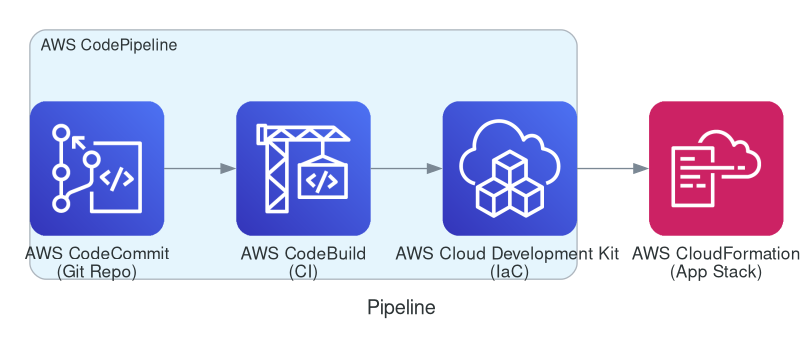 AWS CodePipeline
</>
</>
AWS CodeCommit
(Git Repo)
AWS CodeBuild
(CI)
AWS Cloud Development Kit
(IaC)
AWS CloudFormation
(App Stack)
Pipeline